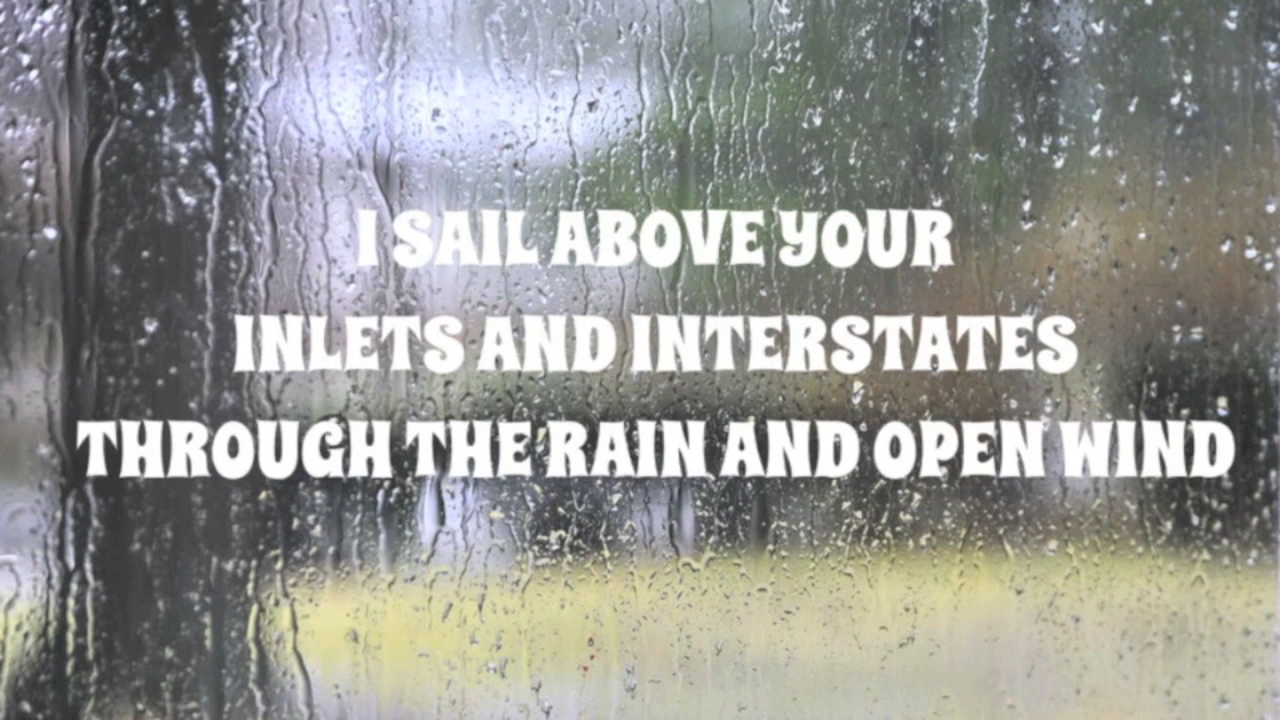 I SAIL ABOVE YOUR
INLETS AND INTERSTATES
THROUGH THE RAIN AND OPEN WIND